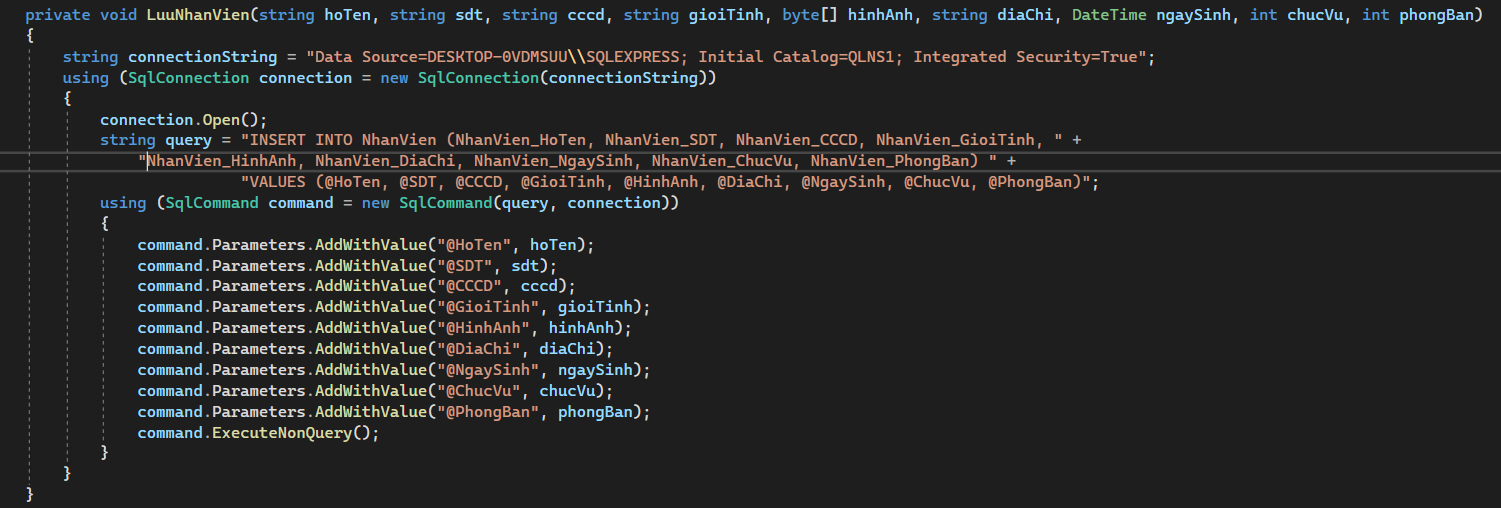 private void LuuNhanVien(string hoTen, string sdt, string cccd, string gioiTinh, byte[] hinhAnh, string diaChi, DateTime ngaySinh, int chucVu, int phongBan)
{
string connectionString = "Data Source=DESKTOP-0VDMSUU\\SQLEXPRESS; Initial Catalog=QLNS1; Integrated Security=True";
using (SqlConnection connection = new SqlConnection(connectionString))
{
connection.Open();
string query = "INSERT INTO NhanVien (NhanVien_HoTen, NhanVien_SDT, NhanVien_CCCD, NhanVien_GioiTinh, " +
"NhanVien_HinhAnh, NhanVien_DiaChi, NhanVien_NgaySinh, NhanVien_ChucVu, NhanVien_PhongBan) " +
"VALUES (@HoTen, @SDT, @CCCD, @GioiTinh, @HinhAnh, @DiaChi, @NgaySinh, @ChucVu, @PhongBan)";
using (SqlCommand command = new SqlCommand(query, connection))
{
command.Parameters.AddWithValue("@HoTen", hoTen);
command.Parameters.AddWithValue("@SDT", sdt);
command.Parameters.AddWithValue("@CCCD", cccd);
command.Parameters.AddWithValue("@GioiTinh", gioiTinh);
command.Parameters.AddWithValue("@HinhAnh", hinhAnh);
command.Parameters.AddWithValue("@DiaChi", diaChi);
command.Parameters.AddWithValue("@NgaySinh", ngaySinh);
command.Parameters.AddWithValue("@ChucVu", chucVu);
command.Parameters.AddWithValue("@PhongBan", phongBan);
command.ExecuteNonQuery();
}
}
}